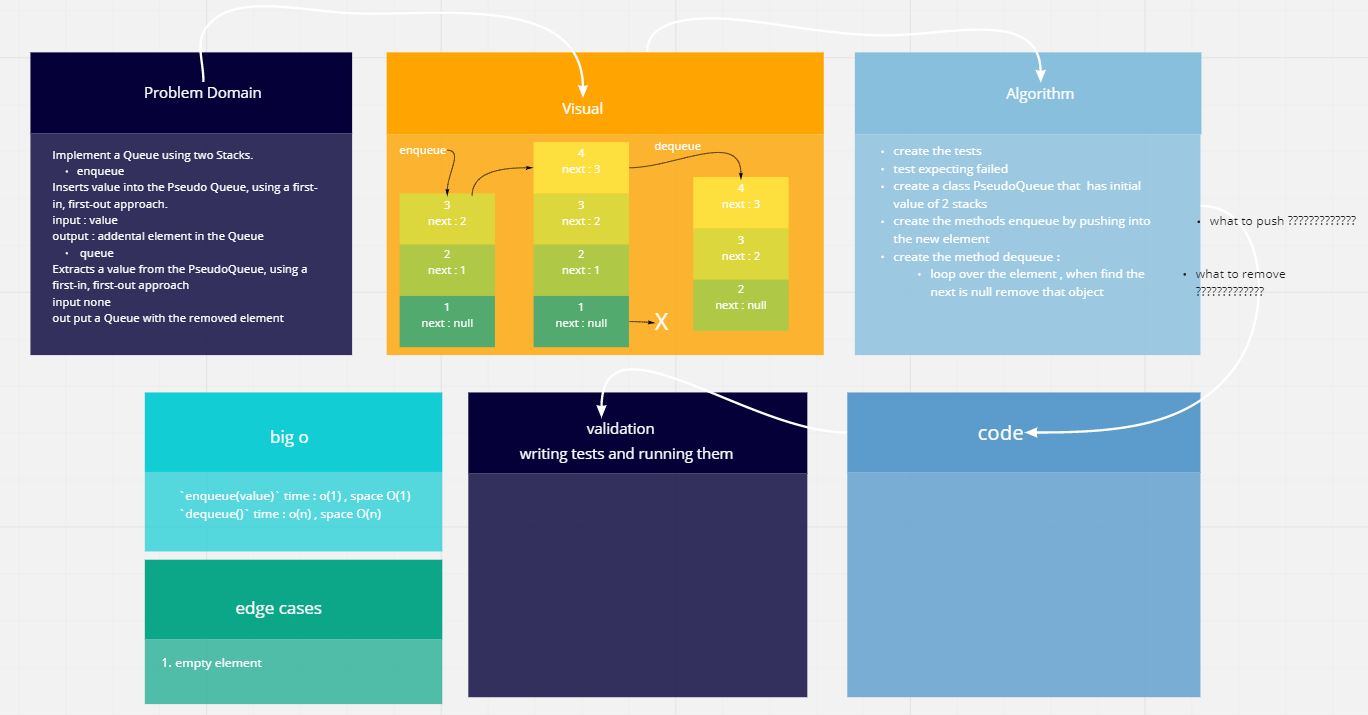 Problem Domain
Implement a Queue using two Stacks.
• enqueue
Inserts value into the Pseudo Queue, using a first-
in, first-out approach.
input : value
output : addental element in the Queue
• queue
Extracts a value from the PseudoQueue, using a
first-in, first-out approach
input none
out put a Queue with the removed element
Visual
enqueue
3
next : 2
2
next : 1
1
next : null
4
next : 3
3
next : 2
2
next : 1
1
next : null
X
dequeue
4
next : 3
3
next : 2
2
next : null
Algorithm
• create the tests
• test expecting failed
• create a class PseudoQueue that has initial
value of 2 stacks
• create the methods enqueue by pushing into
the new element
• create the method dequeue :
• loop over the element , when find the
next is null remove that object
• what to push ?????????????
• what to remove
?????????????
big o
`enqueue(value)` time : o(1) , space O(1)
`dequeue()` time : o(n) , space O(n)
edge cases
1. empty element
validation
writing tests and running them
code